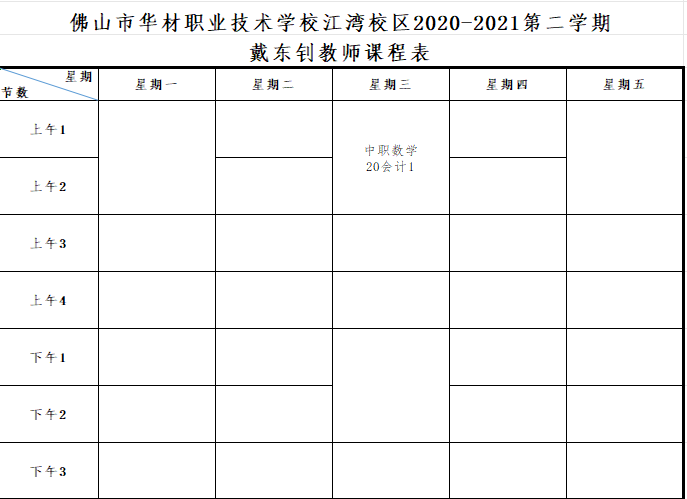 佛山市华材职业技术学校江湾校区2020-2021第二学期
戴东钊教师课程表
星期
节数
星期一 星期二 星期三 星期四 星期五
上午1
中职数学
20会计1
上午2
上午3
上午4
下午1
下午2
下午3